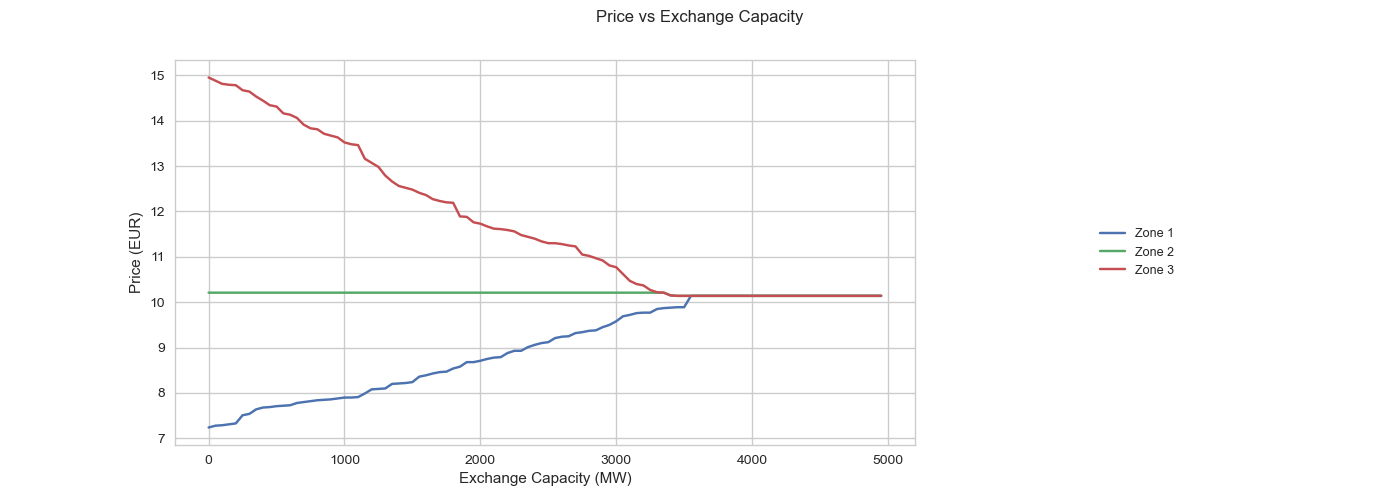 Price vs Exchange Capacity
15
14
13
12
11
10
9
8
7
Price (EUR)
0 1000 2000 3000 4000 5000
Exchange Capacity (MW)
Zone 1
Zone 2
Zone 3